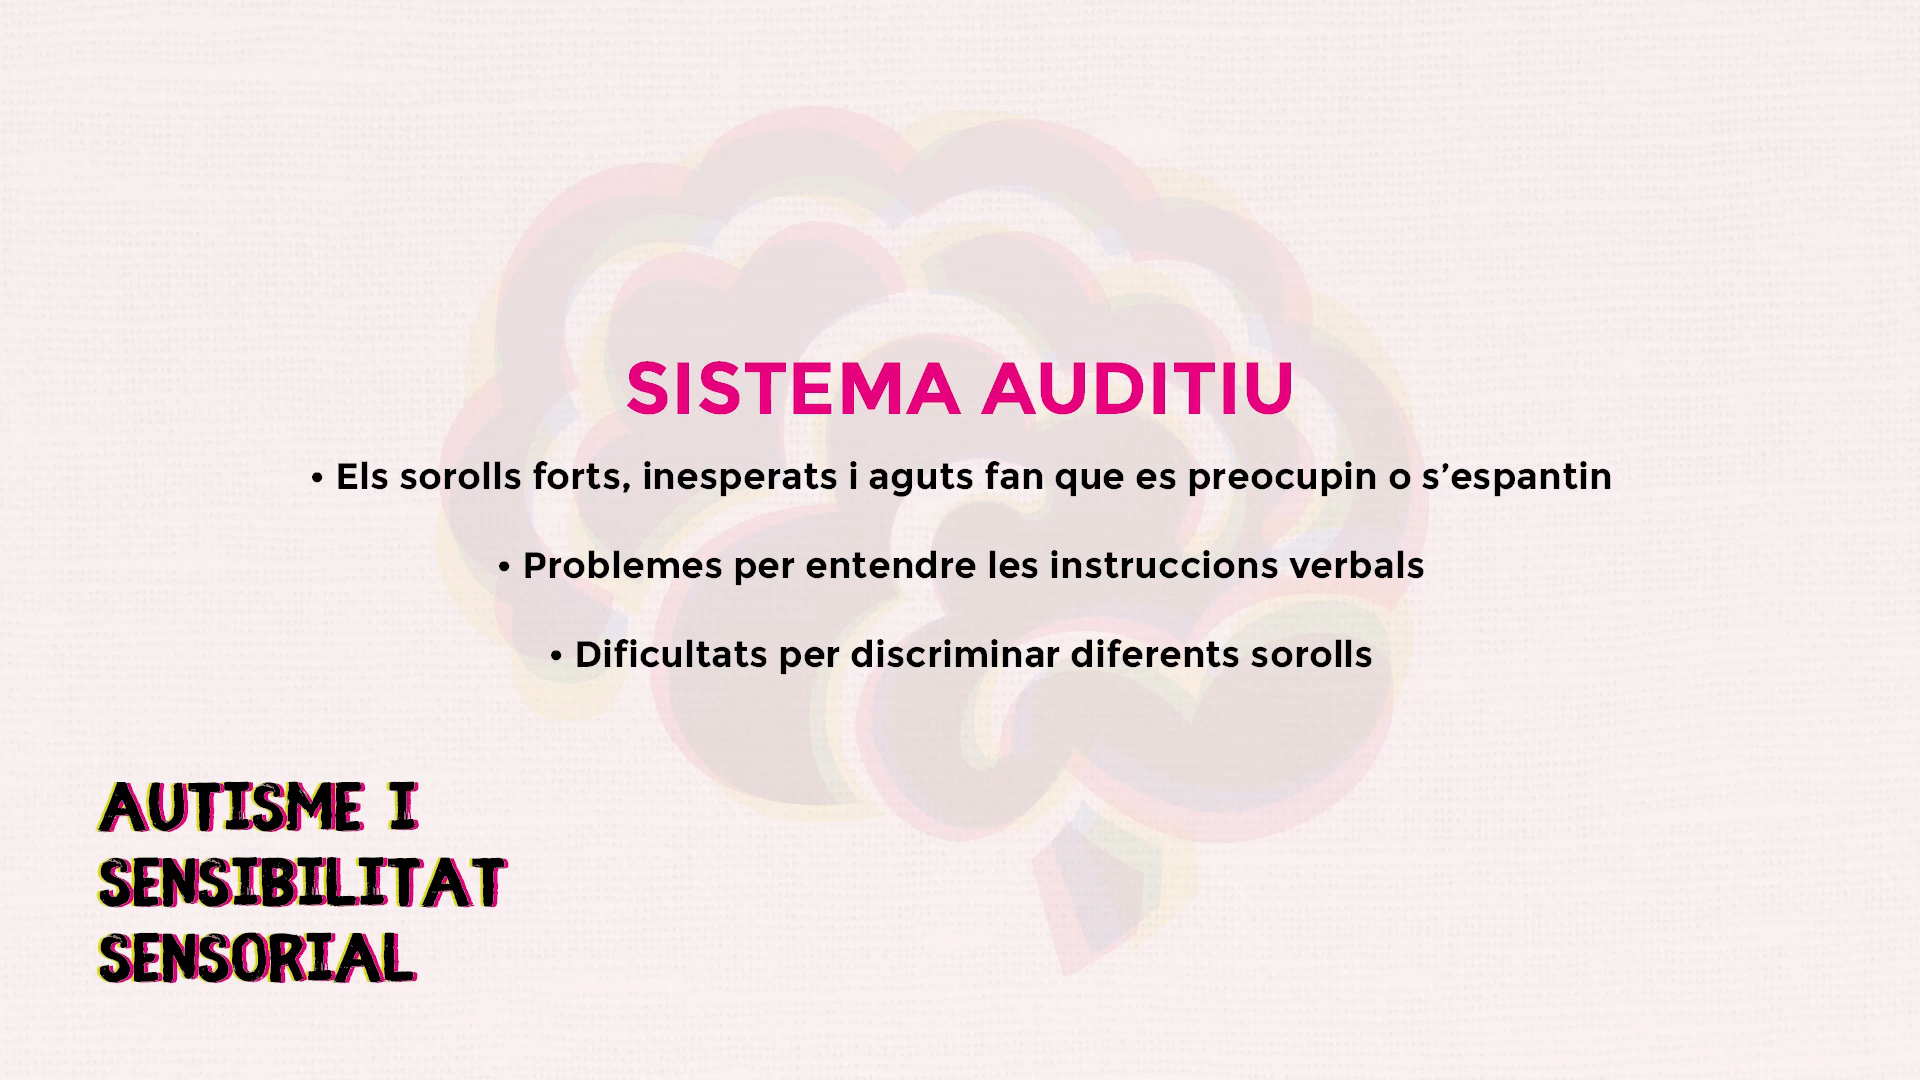 SISTEMA AUDITIU
• Els sorolls forts, inesperats i aguts fan que es preocupin o s’espantin
• Problemes per entendre les instruccions verbals
• Dificultats per discriminar diferents sorolls
AUTISME I
SENSIBILITAT
SENSORIAL